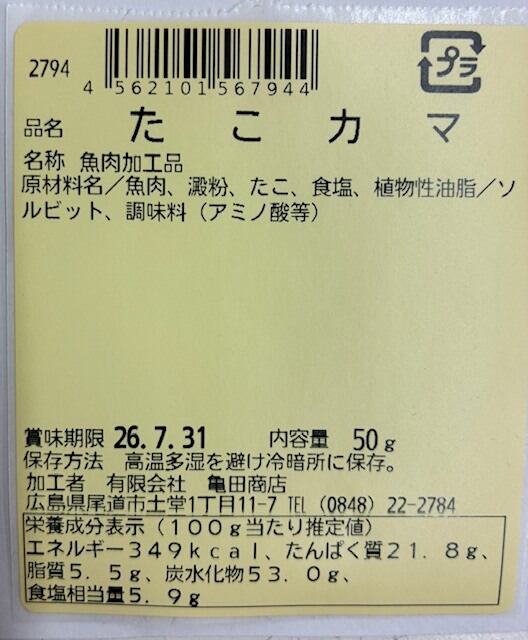 2794
4 562101 567944
プラ
品名 たこカマ
名称 魚肉加工品
原材料名／魚肉、澱粉、たこ、食塩、植物性油脂／ソ
ルビット、調味料（アミノ酸等）
賞味期限 26.7.31 内容量 50g
保存方法 高温多湿を避け冷暗所に保存。
加工者 有限会社 亀田商店
広島県尾道市土堂1丁目11-7 TEL (0848) 22-2784
栄養成分表示（100g当たり推定値）
エネルギー349kcal、たんぱく質21.8g、
脂質5.5g、炭水化物53.0g、
食塩相当量5.9g